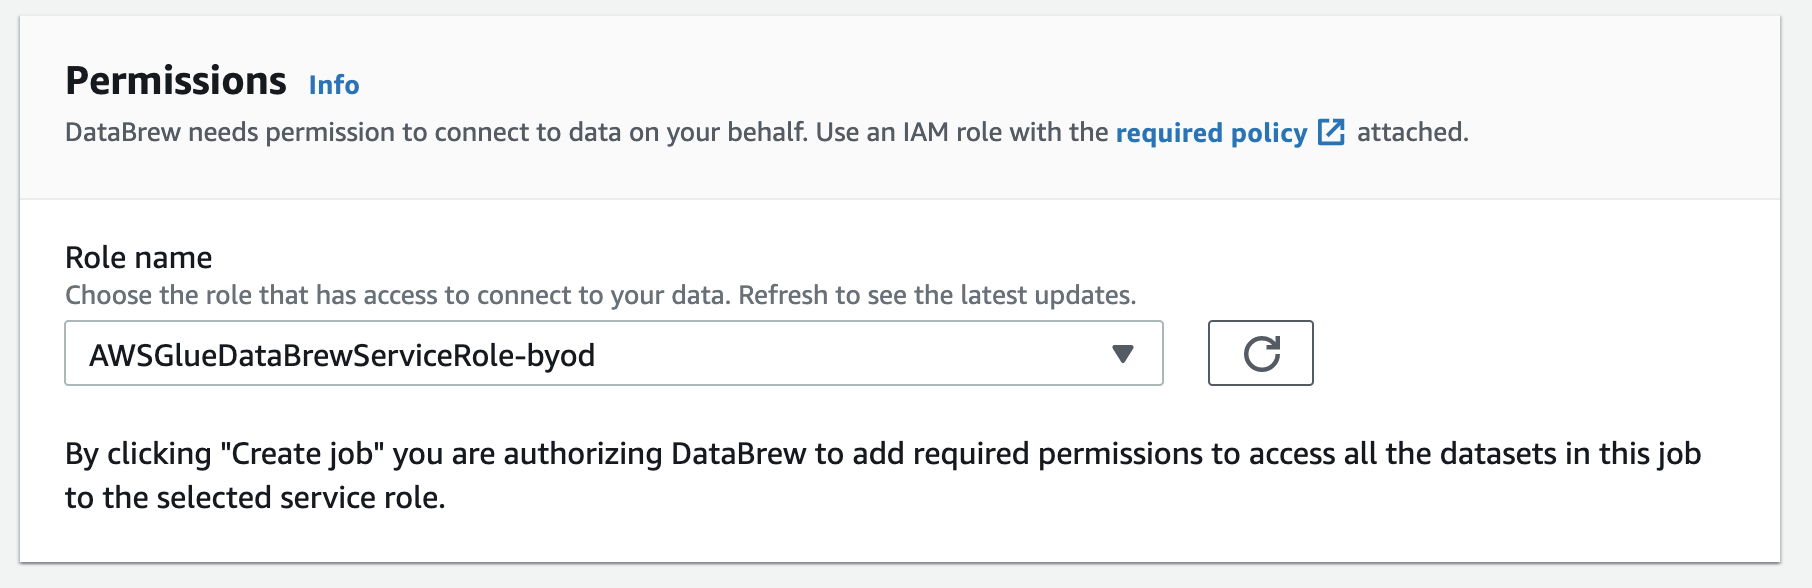 Permissions Info
DataBrew needs permission to connect to data on your behalf. Use an IAM role with the required policy attached.
Role name
Choose the role that has access to connect to your data. Refresh to see the latest updates.
AWSGlueDataBrewServiceRole-byod
By clicking "Create job" you are authorizing DataBrew to add required permissions to access all the datasets in this job
to the selected service role.